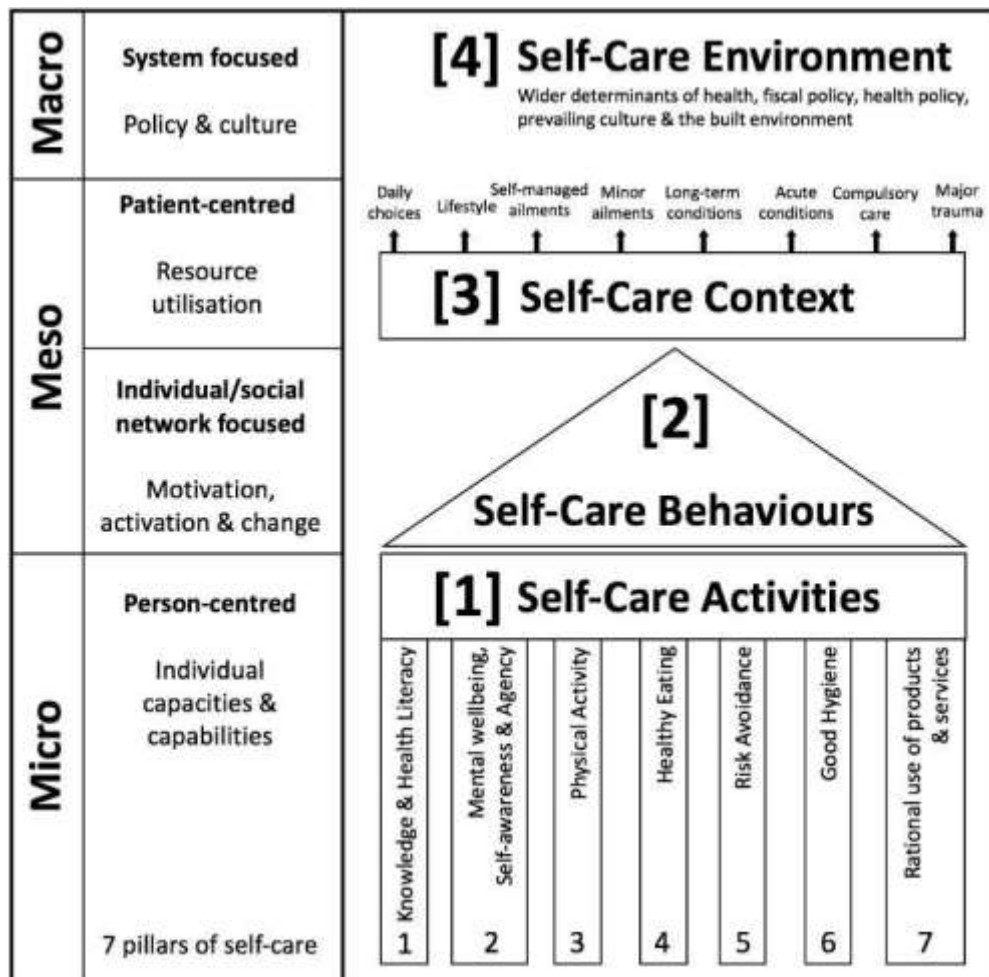 Macro
System focused
Policy & culture
[4] Self-Care Environment
Wider determinants of health, fiscal policy, health policy,
prevailing culture & the built environment
Meso
Patient-centred
Resource
utilisation
Daily
choices
Lifestyle
Self-managed
ailments
Minor
ailments
Long-term
conditions
Acute
conditions
Compulsory
care
Major
trauma
[3] Self-Care Context
Individual/social
network focused
Motivation,
activation & change
[2]
Self-Care Behaviours
Micro
Person-centred
Individual
capacities &
capabilities
7 pillars of self-care
[1] Self-Care Activities
Knowledge & Health Literacy
1
Mental wellbeing,
Self-awareness & Agency
2
Physical Activity
3
Healthy Eating
4
Risk Avoidance
5
Good Hygiene
6
Rational use of products
& services
7